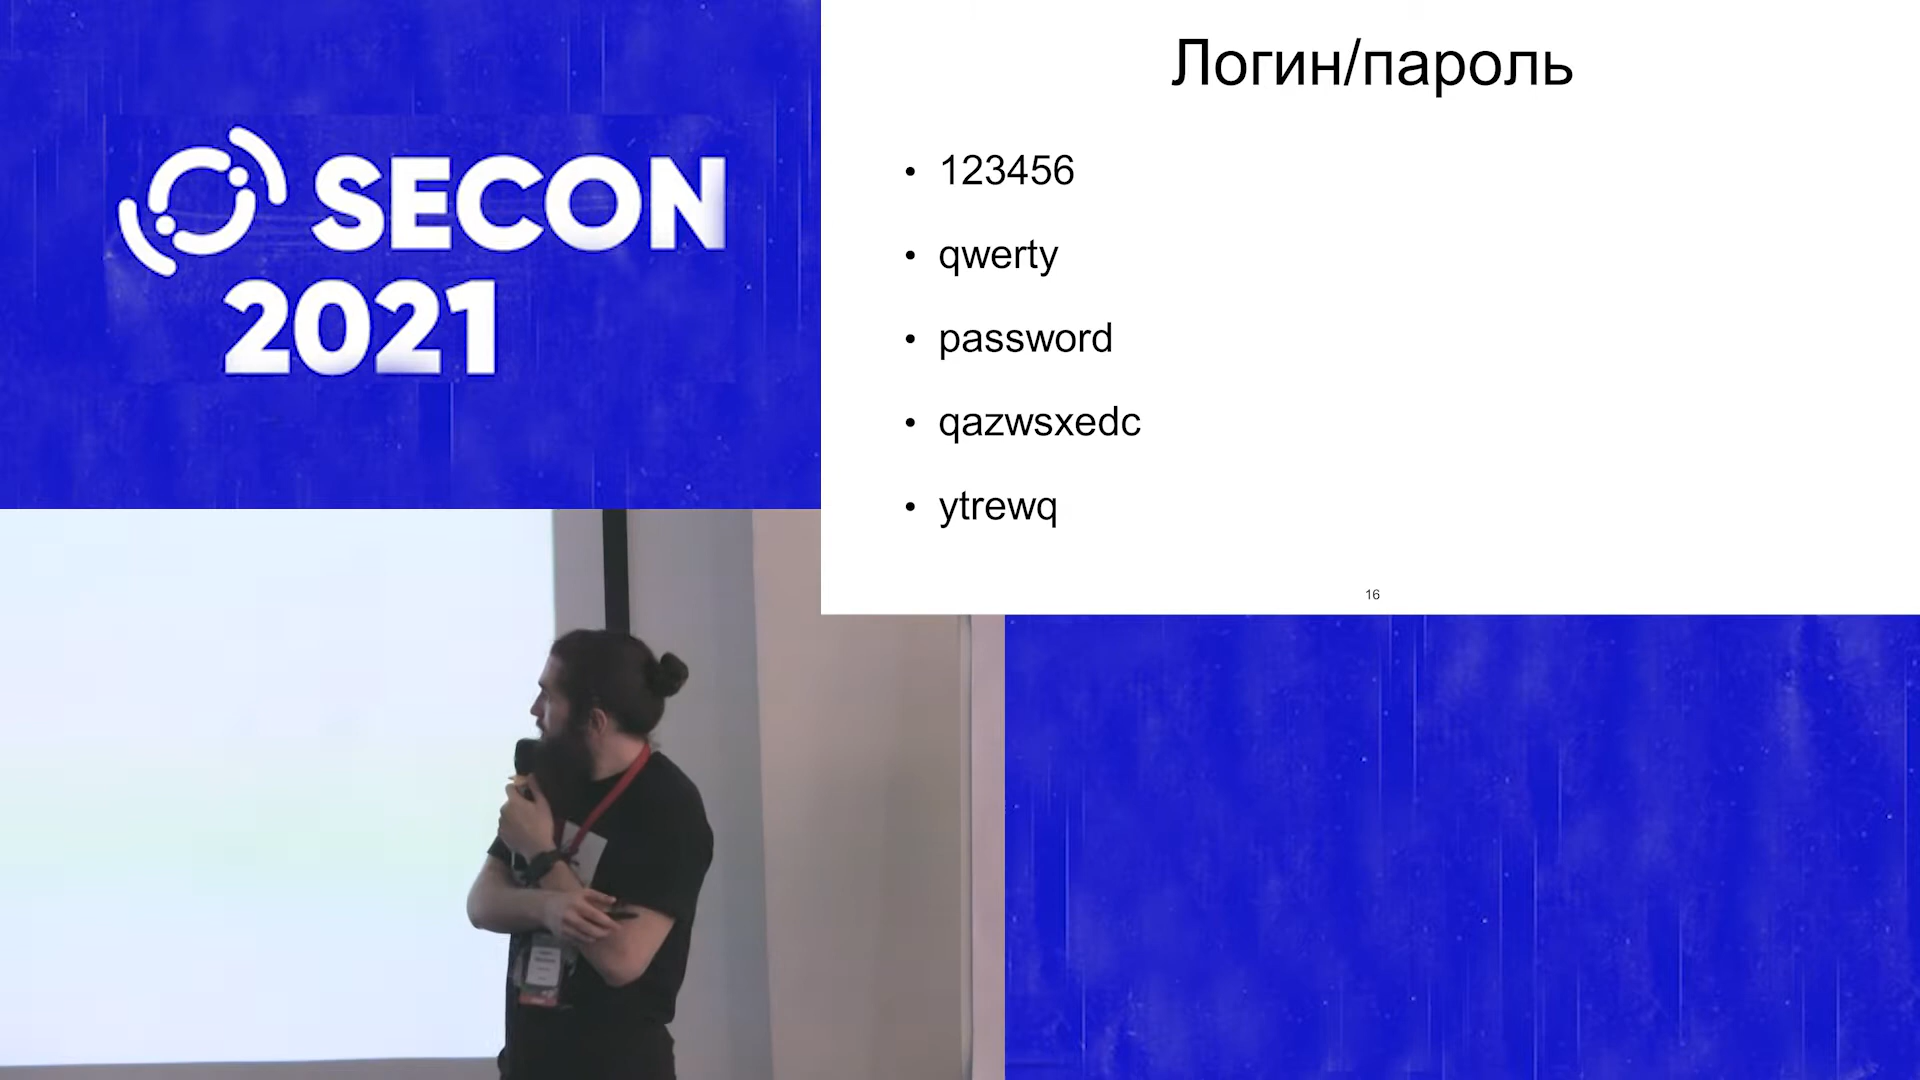 SECON
2021
Логин/пароль
• 123456
• qwerty
• password
• qazwsxedc
• ytrewq
16